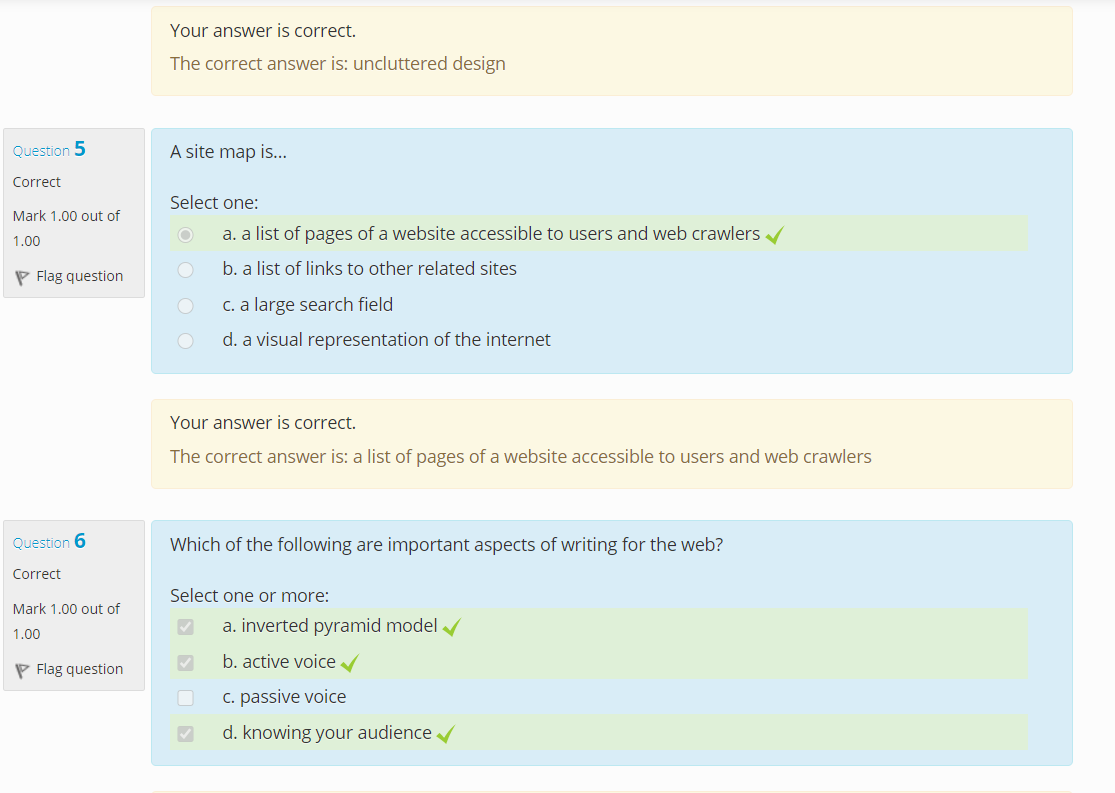 Your answer is correct.
The correct answer is: uncluttered design
Question 5
Correct
Mark 1.00 out of
1.00
Flag question
A site map is...
Select one:
a. a list of pages of a website accessible to users and web crawlers
b. a list of links to other related sites
c. a large search field
d. a visual representation of the internet
Your answer is correct.
The correct answer is: a list of pages of a website accessible to users and web crawlers
Question 6
Correct
Mark 1.00 out of
1.00
Flag question
Which of the following are important aspects of writing for the web?
Select one or more:
a. inverted pyramid model
b. active voice
c. passive voice
d. knowing your audience